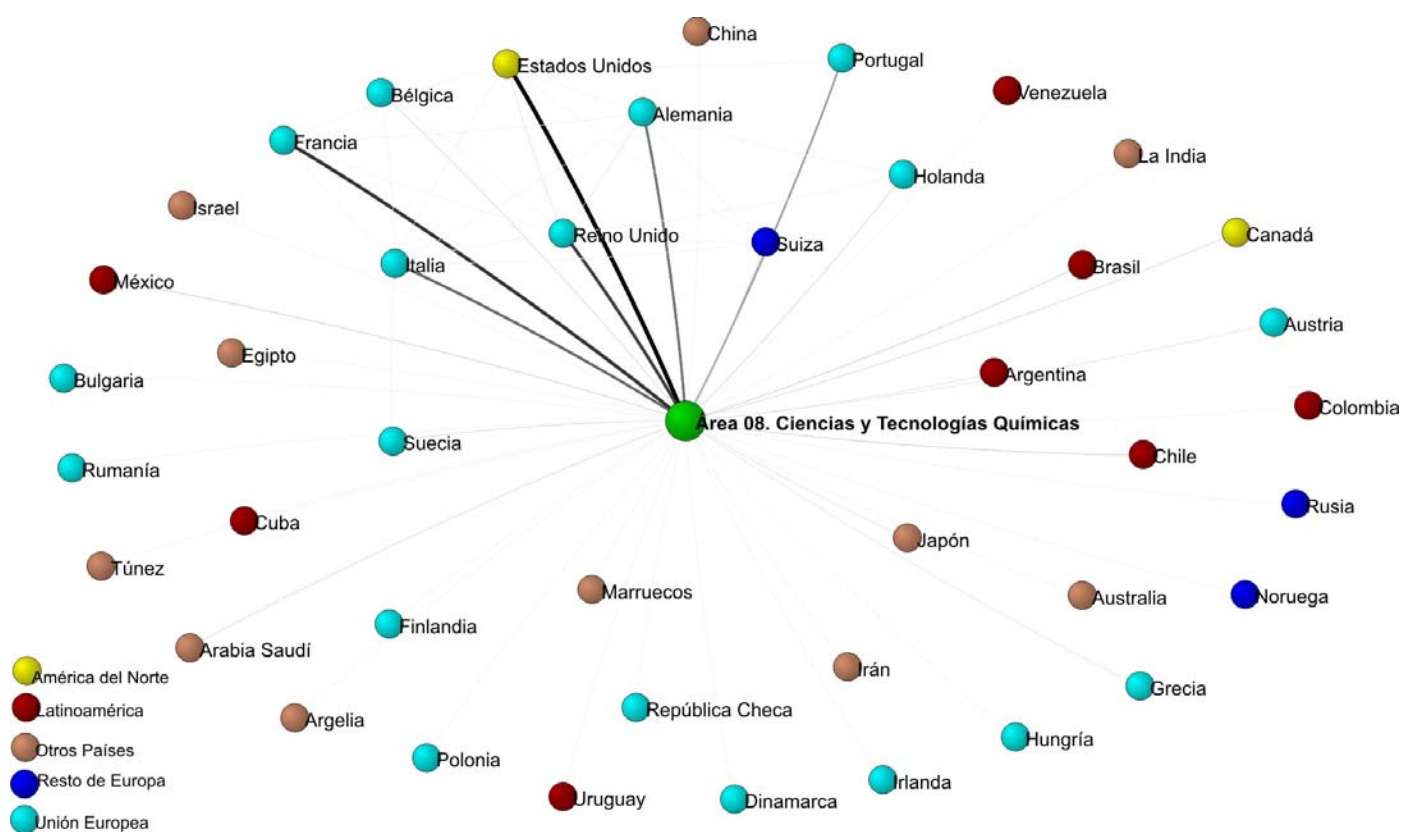 China
Estados Unidos
Portugal
Bélgica
Venezuela
Alemania
Francia
La India
Holanda
Israel
Reino Unido
Canadá
Suiza
Italia
Brasil
México
Austria
Egipto
Argentina
Bulgaria
Colombia
Área 08. Ciencias y Tecnologías Químicas
Suecia
Chile
Rumanía
Rusia
Cuba
Japón
Túnez
Marruecos
Australia
Noruega
Finlandia
Arabia Saudí
Irán
América del Norte
Grecia
Latinoamérica
República Checa
Argelia
Hungría
Otros Países
Polonia
Irlanda
Resto de Europa
Uruguay
Dinamarca
Unión Europea